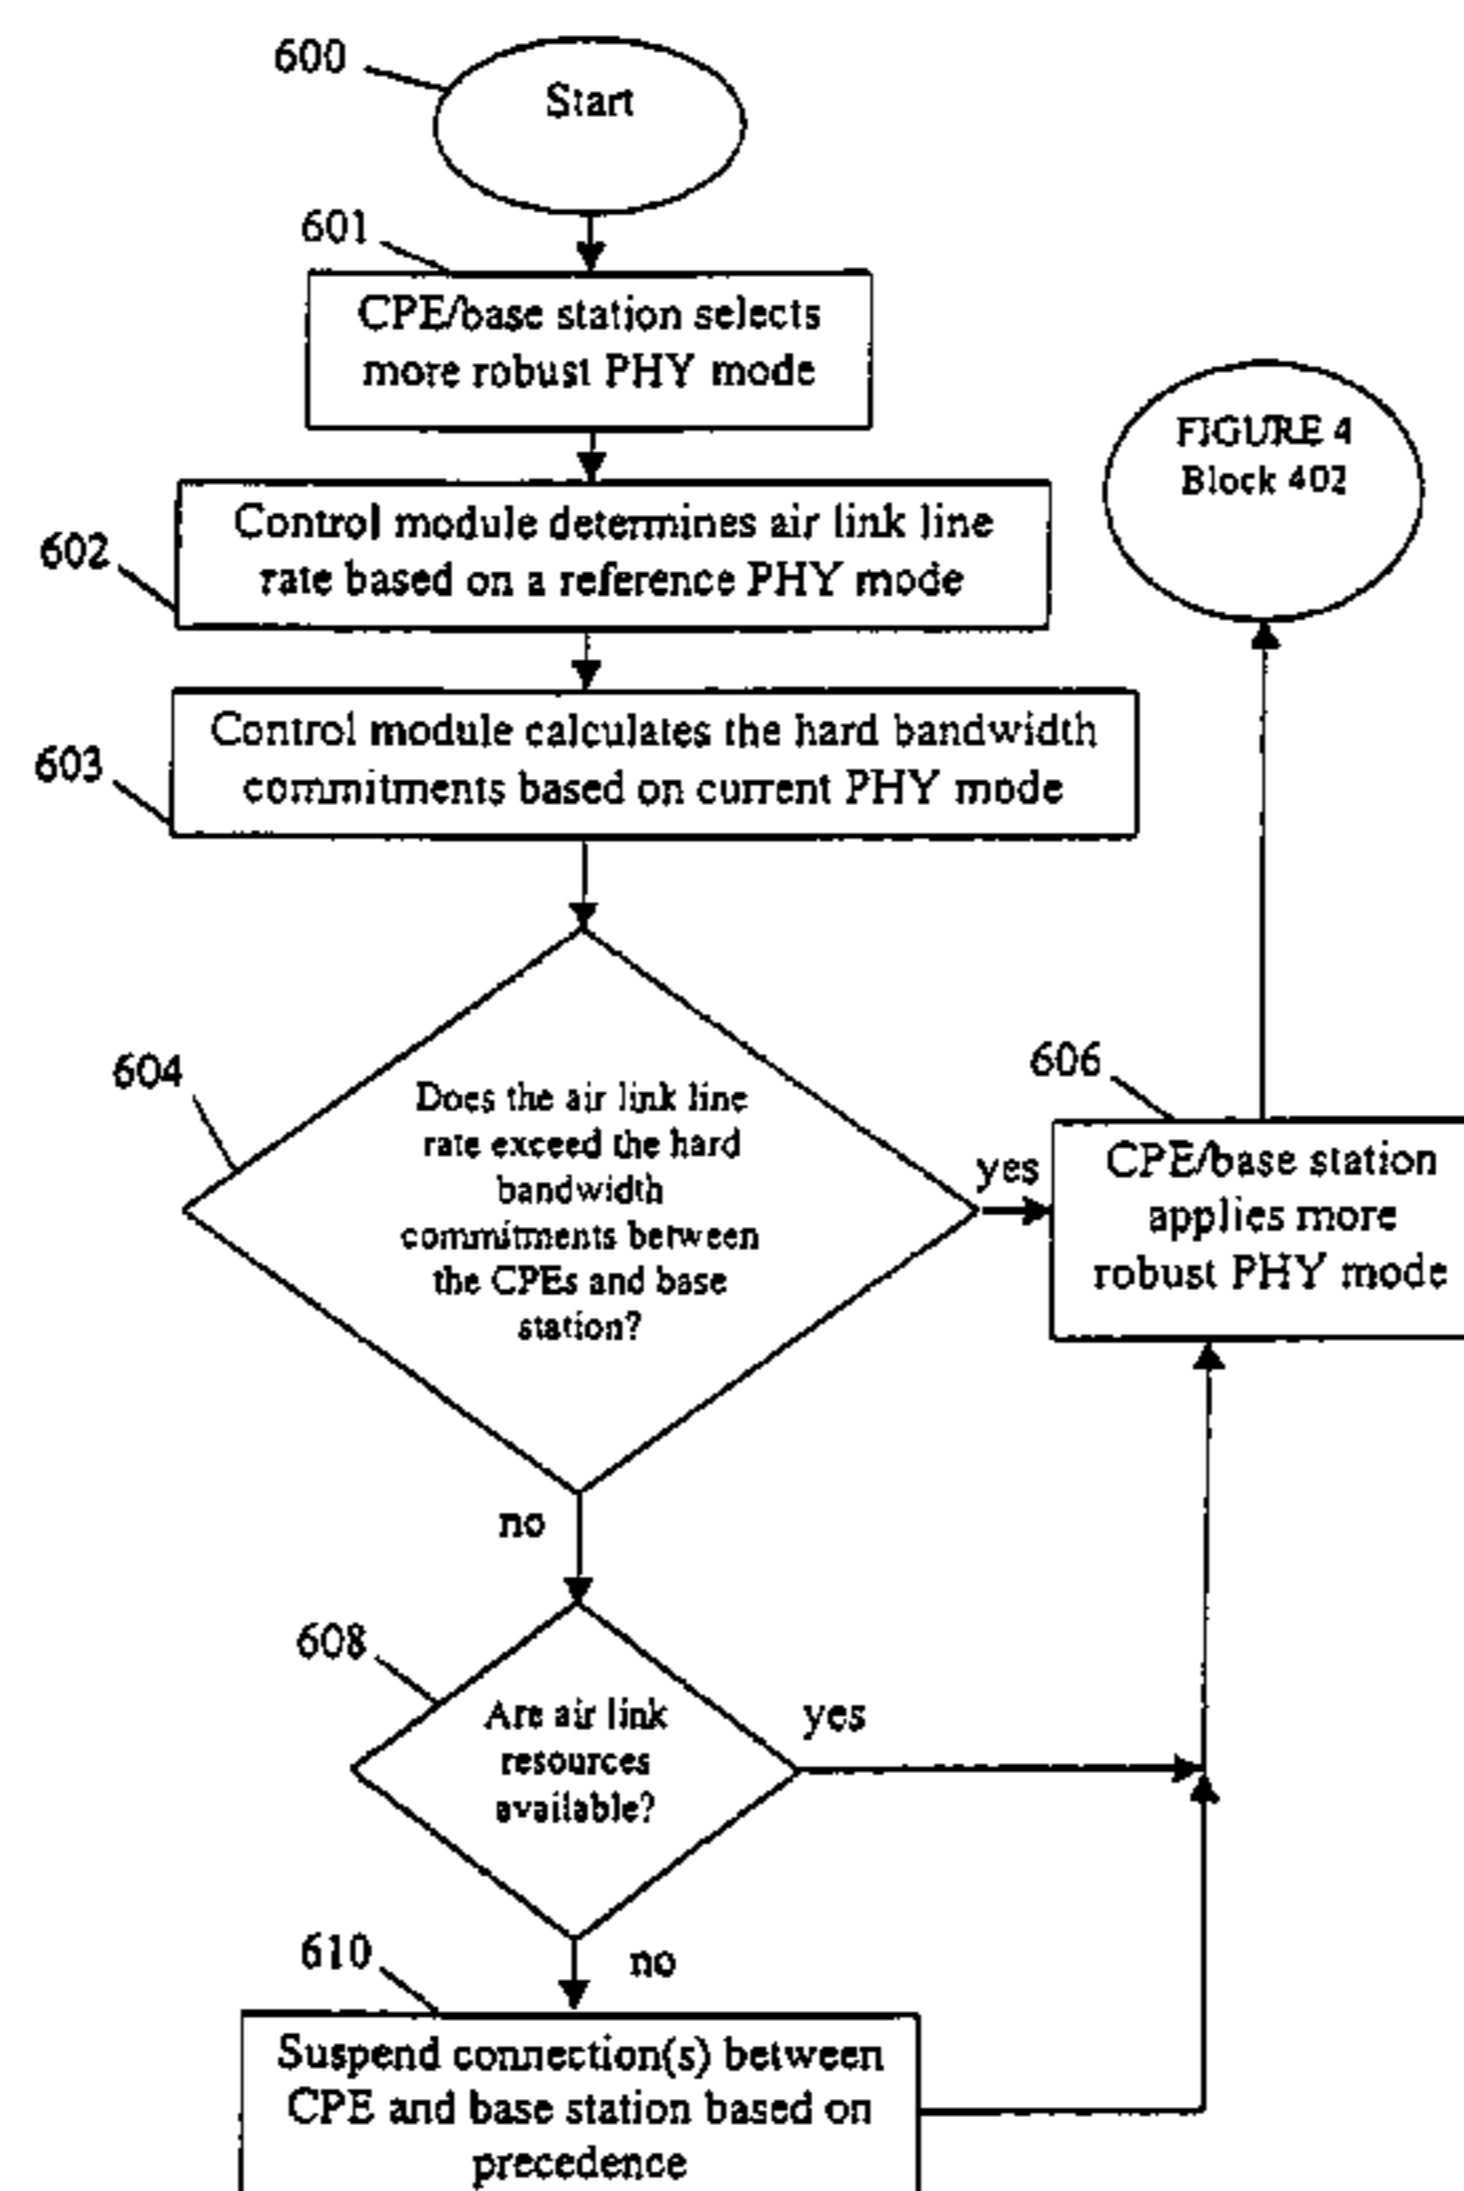 600
Start
601
CPE/base station selects
more robust PHY mode
FIGURE 4
Block 402
602
Control module determines air link line
rate based on a reference PHY mode
603
Control module calculates the hard bandwidth
commitments based on current PHY mode
604
Does the air link line
rate exceed the hard
bandwidth
commitments between
the CPEs and base
station?
yes
606
CPE/base station
applies more
robust PHY mode
no
608
Are air link
resources
available?
yes
610
no
Suspend connection(s) between
CPE and base station based on
precedence